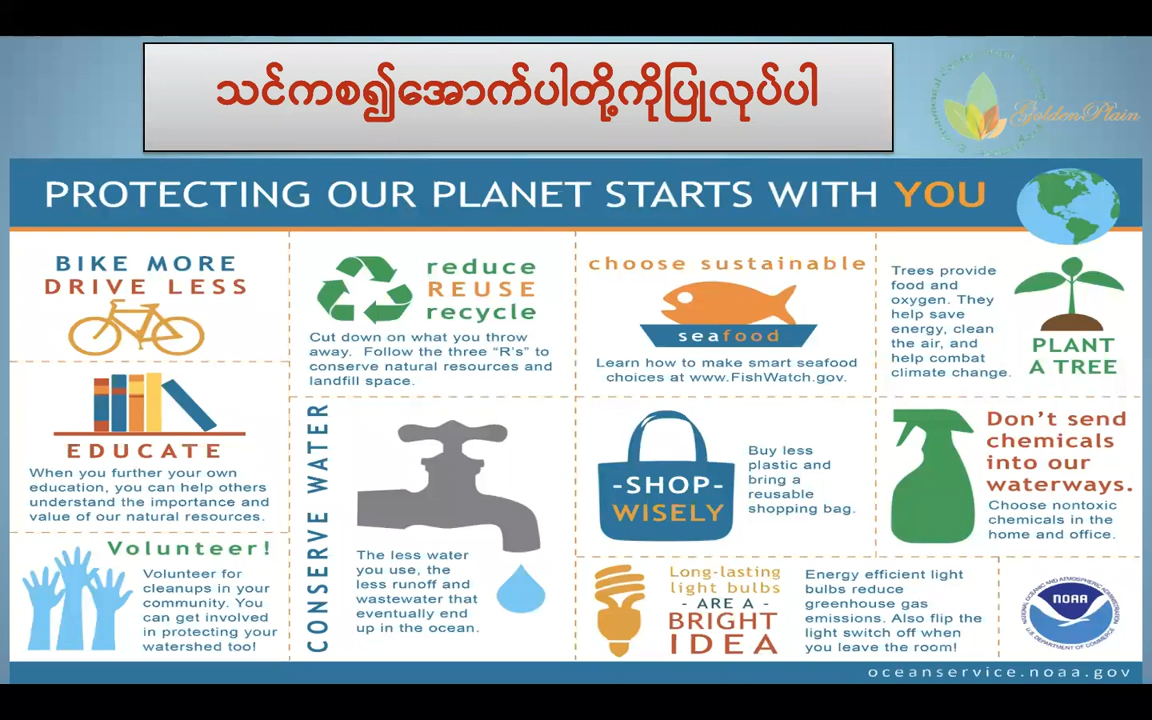 သင်ကစ၍အောက်ပါတို့ကိုပြုလုပ်ပါ
GoldenPlain
PROTECTING OUR PLANET STARTS WITH YOU
BIKE MORE
DRIVE LESS
reduce
REUSE
recycle
Cut down on what you throw
away. Follow the three "R's" to
conserve natural resources and
landfill space.
choose sustainable
seafood
Learn how to make smart seafood
choices at www.FishWatch.gov.
Trees provide
food and
oxygen. They
help save
energy, clean
the air, and
help combat
climate change.
PLANT
A TREE
EDUCATE
When you further your own
education, you can help others
understand the importance and
value of our natural resources.
CONSERVE WATER
The less water
you use, the
less runoff and
wastewater that
eventually end
up in the ocean.
-SHOP-
WISELY
Buy less
plastic and
bring a
reusable
shopping bag.
Don't send
chemicals
into our
waterways.
Choose nontoxic
chemicals in the
home and office.
Volunteer!
Volunteer for
cleanups in your
community. You
can get involved
in protecting your
watershed too!
Long-lasting
light bulbs
- ARE A -
BRIGHT
IDEA
Energy efficient light
bulbs reduce
greenhouse gas
emissions. Also flip the
light switch off when
you leave the room!
NATIONAL OCEANIC AND ATMOSPHERIC ADMINISTRATION
NOAA
U.S. DEPARTMENT OF COMMERCE
oceanservice.noaa.gov